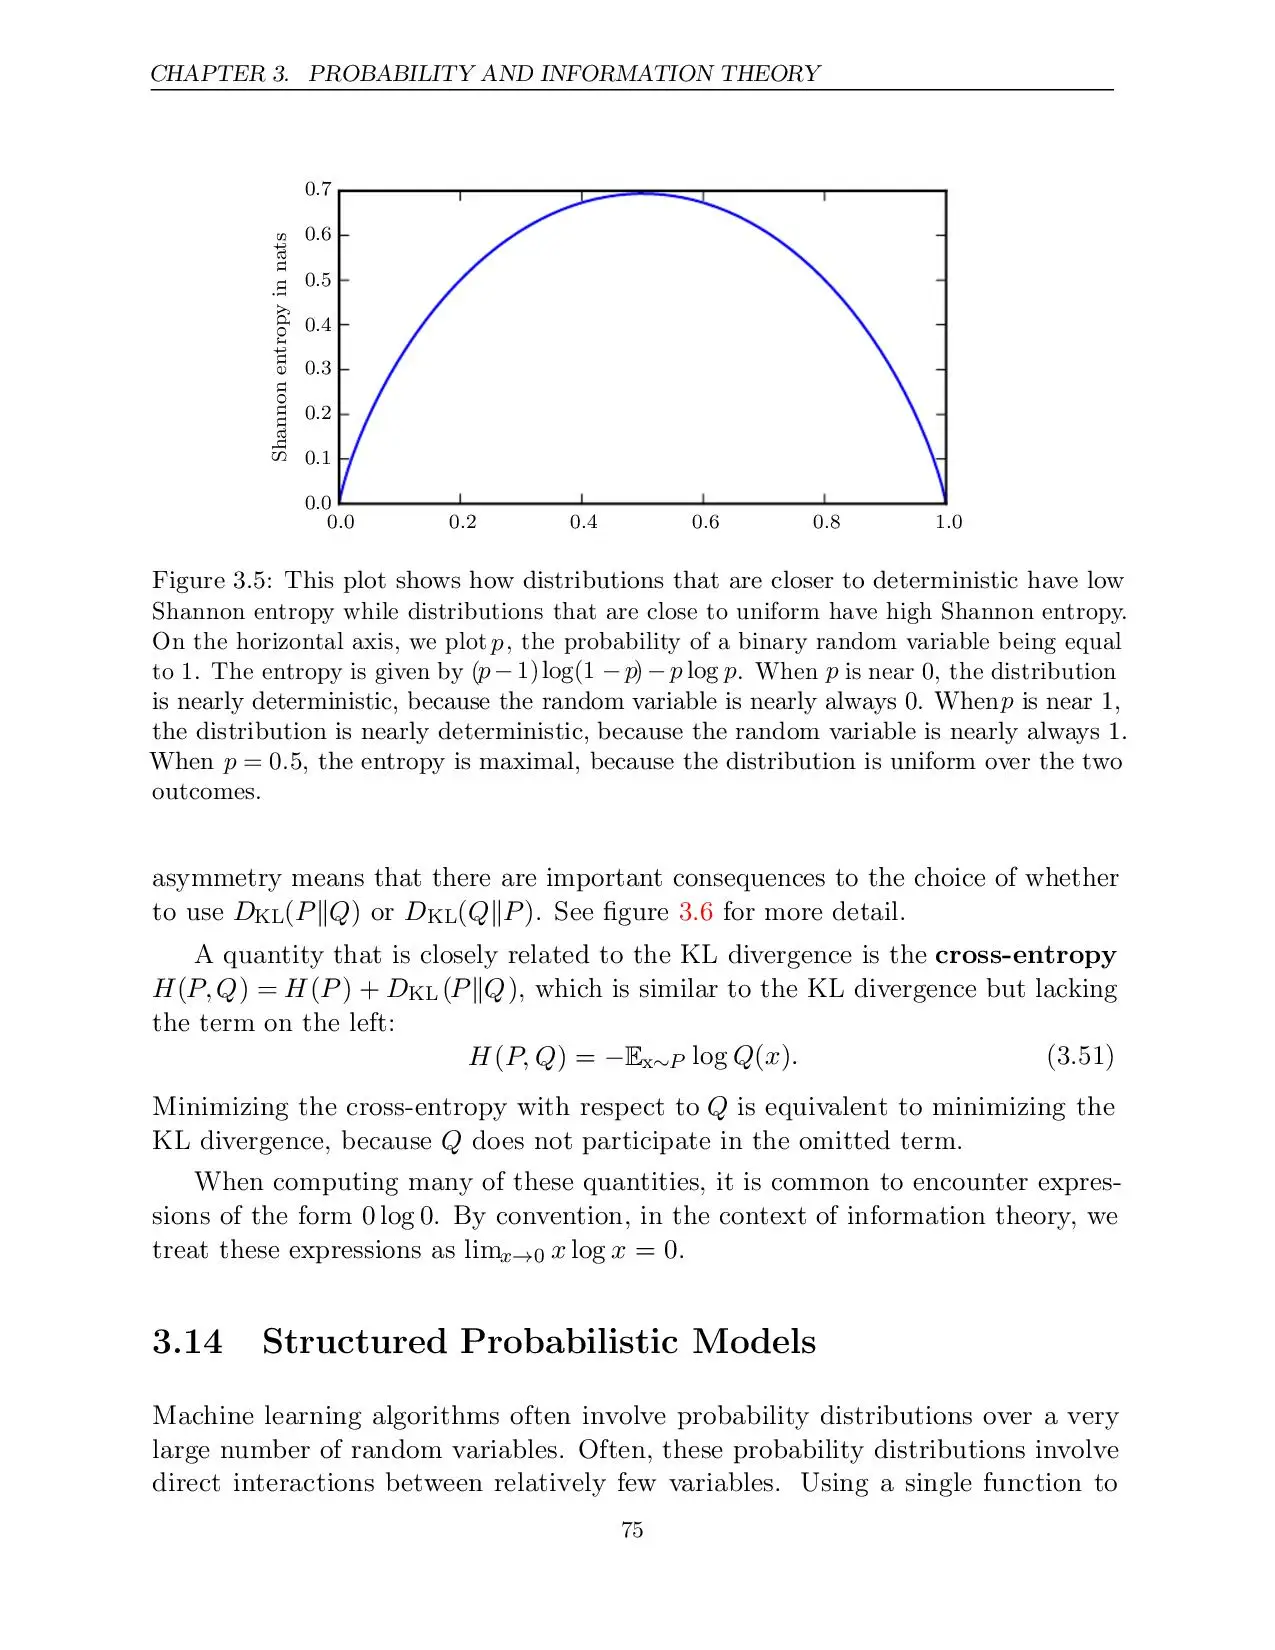 CHAPTER 3. PROBABILITY AND INFORMATION THEORY
0.7
0.6
0.5
0.4
0.3
0.2
0.1
0.0
Shannon entropy in nats
0.0 0.2 0.4 0.6 0.8 1.0
Figure 3.5: This plot shows how distributions that are closer to deterministic have low
Shannon entropy while distributions that are close to uniform have high Shannon entropy.
On the horizontal axis, we plot p, the probability of a binary random variable being equal
to 1. The entropy is given by (p − 1) log(1 − p) − p log p. When p is near 0, the distribution
is nearly deterministic, because the random variable is nearly always 0. When p is near 1,
the distribution is nearly deterministic, because the random variable is nearly always 1.
When p = 0.5, the entropy is maximal, because the distribution is uniform over the two
outcomes.
asymmetry means that there are important consequences to the choice of whether
to use D_KL(P‖Q) or D_KL(Q‖P). See figure 3.6 for more detail.
A quantity that is closely related to the KL divergence is the cross-entropy
H(P, Q) = H(P) + D_KL(P‖Q), which is similar to the KL divergence but lacking
the term on the left:
H(P, Q) = −𝔼_x∼P log Q(x). (3.51)
Minimizing the cross-entropy with respect to Q is equivalent to minimizing the
KL divergence, because Q does not participate in the omitted term.
When computing many of these quantities, it is common to encounter expres-
sions of the form 0 log 0. By convention, in the context of information theory, we
treat these expressions as lim_x→0 x log x = 0.
3.14 Structured Probabilistic Models
Machine learning algorithms often involve probability distributions over a very
large number of random variables. Often, these probability distributions involve
direct interactions between relatively few variables. Using a single function to
75